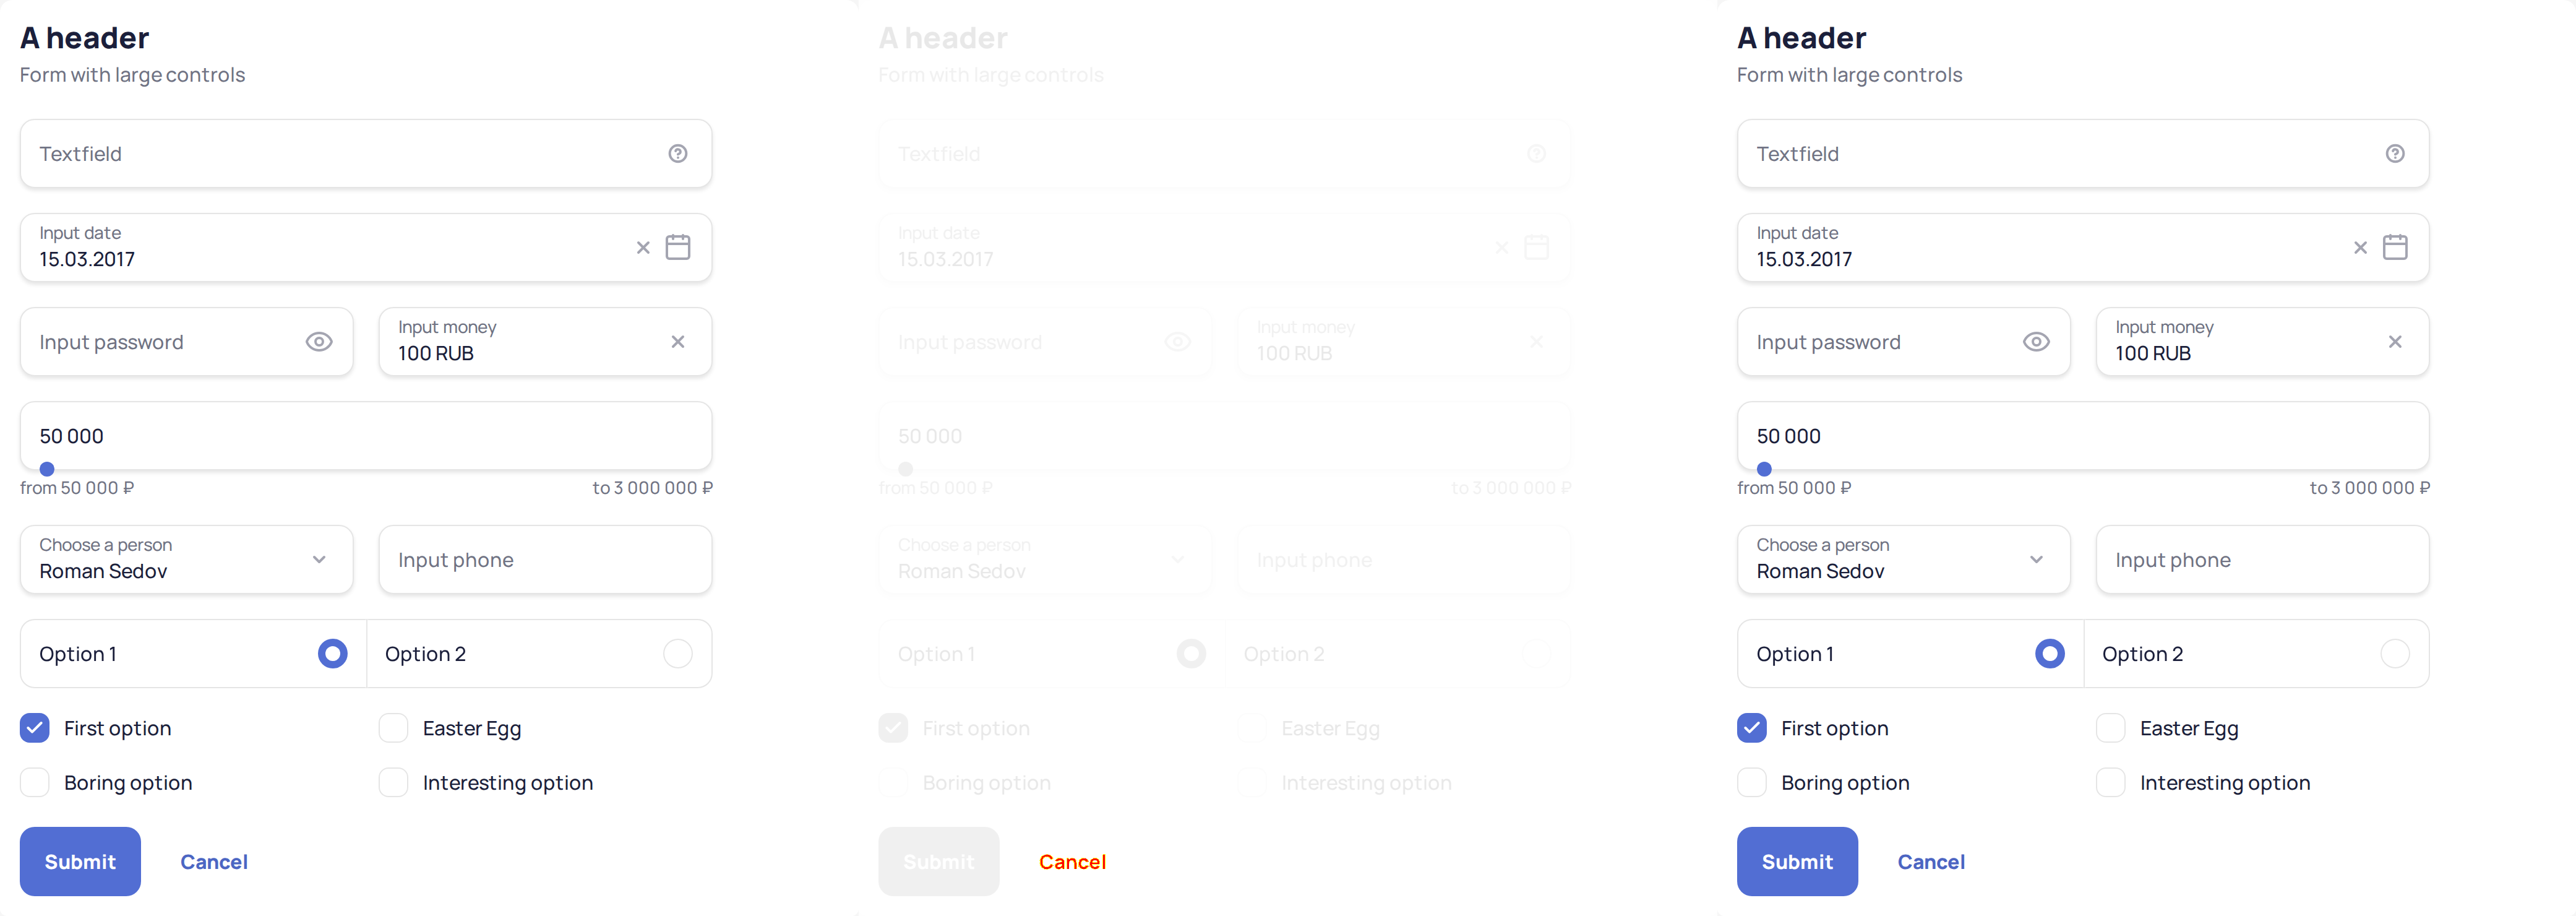 A header
Form with large controls
Textfield
Input date
15.03.2017
Input password
Input money
100 RUB
50 000
from 50 000 ₽
to 3 000 000 ₽
Choose a person
Roman Sedov
Input phone
Option 1
Option 2
First option
Easter Egg
Boring option
Interesting option
Submit
Cancel
A header
Form with large controls
Textfield
Input date
15.03.2017
Input password
Input money
100 RUB
50 000
from 50 000 ₽
to 3 000 000 ₽
Choose a person
Roman Sedov
Input phone
Option 1
Option 2
First option
Easter Egg
Boring option
Interesting option
Submit
Cancel
A header
Form with large controls
Textfield
Input date
15.03.2017
Input password
Input money
100 RUB
50 000
from 50 000 ₽
to 3 000 000 ₽
Choose a person
Roman Sedov
Input phone
Option 1
Option 2
First option
Easter Egg
Boring option
Interesting option
Submit
Cancel